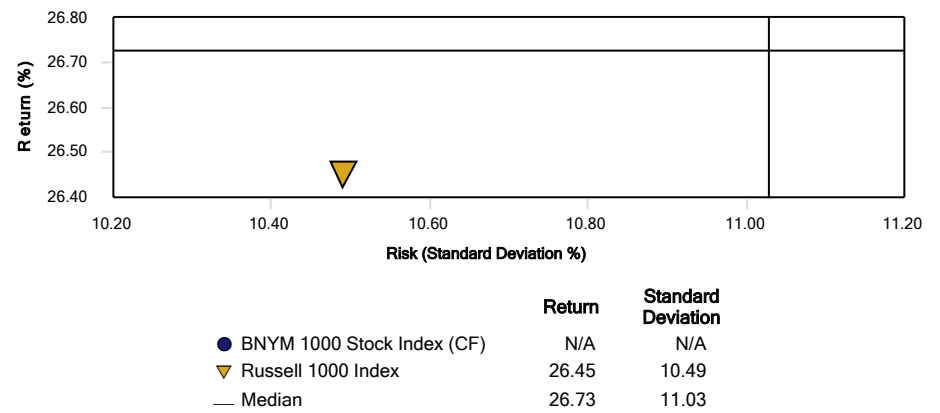 26.80
26.70
26.60
26.50
26.40
Return (%)
10.20 10.40 10.60 10.80 11.00 11.20
Risk (Standard Deviation %)
Return Standard Deviation
BNYM 1000 Stock Index (CF) N/A N/A
Russell 1000 Index 26.45 10.49
Median 26.73 11.03